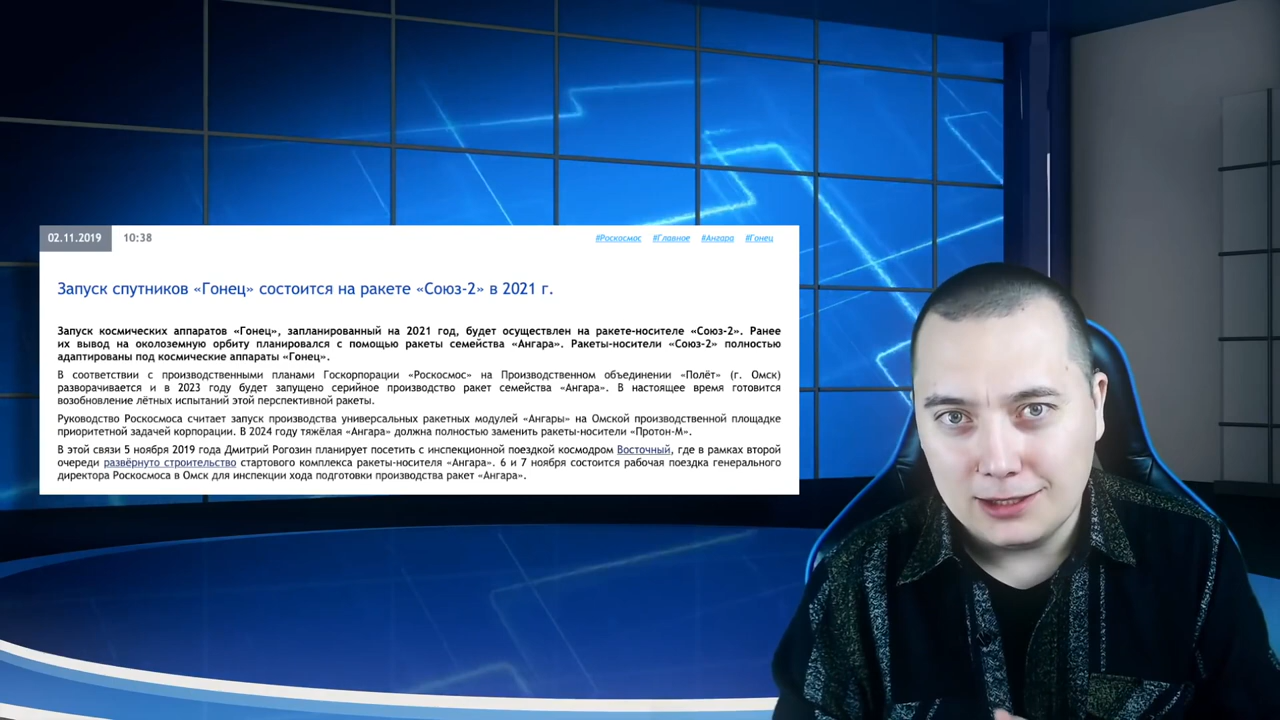 02.11.2019 10:38 #Роскосмос #Главное #Ангара #Гонец
Запуск спутников «Гонец» состоится на ракете «Союз-2» в 2021 г.
Запуск космических аппаратов «Гонец», запланированный на 2021 год, будет осуществлен на ракете-носителе «Союз-2». Ранее
их вывод на околоземную орбиту планировался с помощью ракеты семейства «Ангара». Ракеты-носители «Союз-2» полностью
адаптированы под космические аппараты «Гонец».
В соответствии с производственными планами Госкорпорации «Роскосмос» на Производственном объединении «Полёт» (г. Омск)
разворачивается и в 2023 году будет запущено серийное производство ракет семейства «Ангара». В настоящее время готовится
возобновление лётных испытаний этой перспективной ракеты.
Руководство Роскосмоса считает запуск производства универсальных ракетных модулей «Ангары» на Омской производственной площадке
приоритетной задачей корпорации. В 2024 году тяжёлая «Ангара» должна полностью заменить ракеты-носители «Протон-М».
В этой связи 5 ноября 2019 года Дмитрий Рогозин планирует посетить с инспекционной поездкой космодром Восточный, где в рамках второй
очереди развёрнуто строительство стартового комплекса ракеты-носителя «Ангара». 6 и 7 ноября состоится рабочая поездка генерального
директора Роскосмоса в Омск для инспекции хода подготовки производства ракет «Ангара».